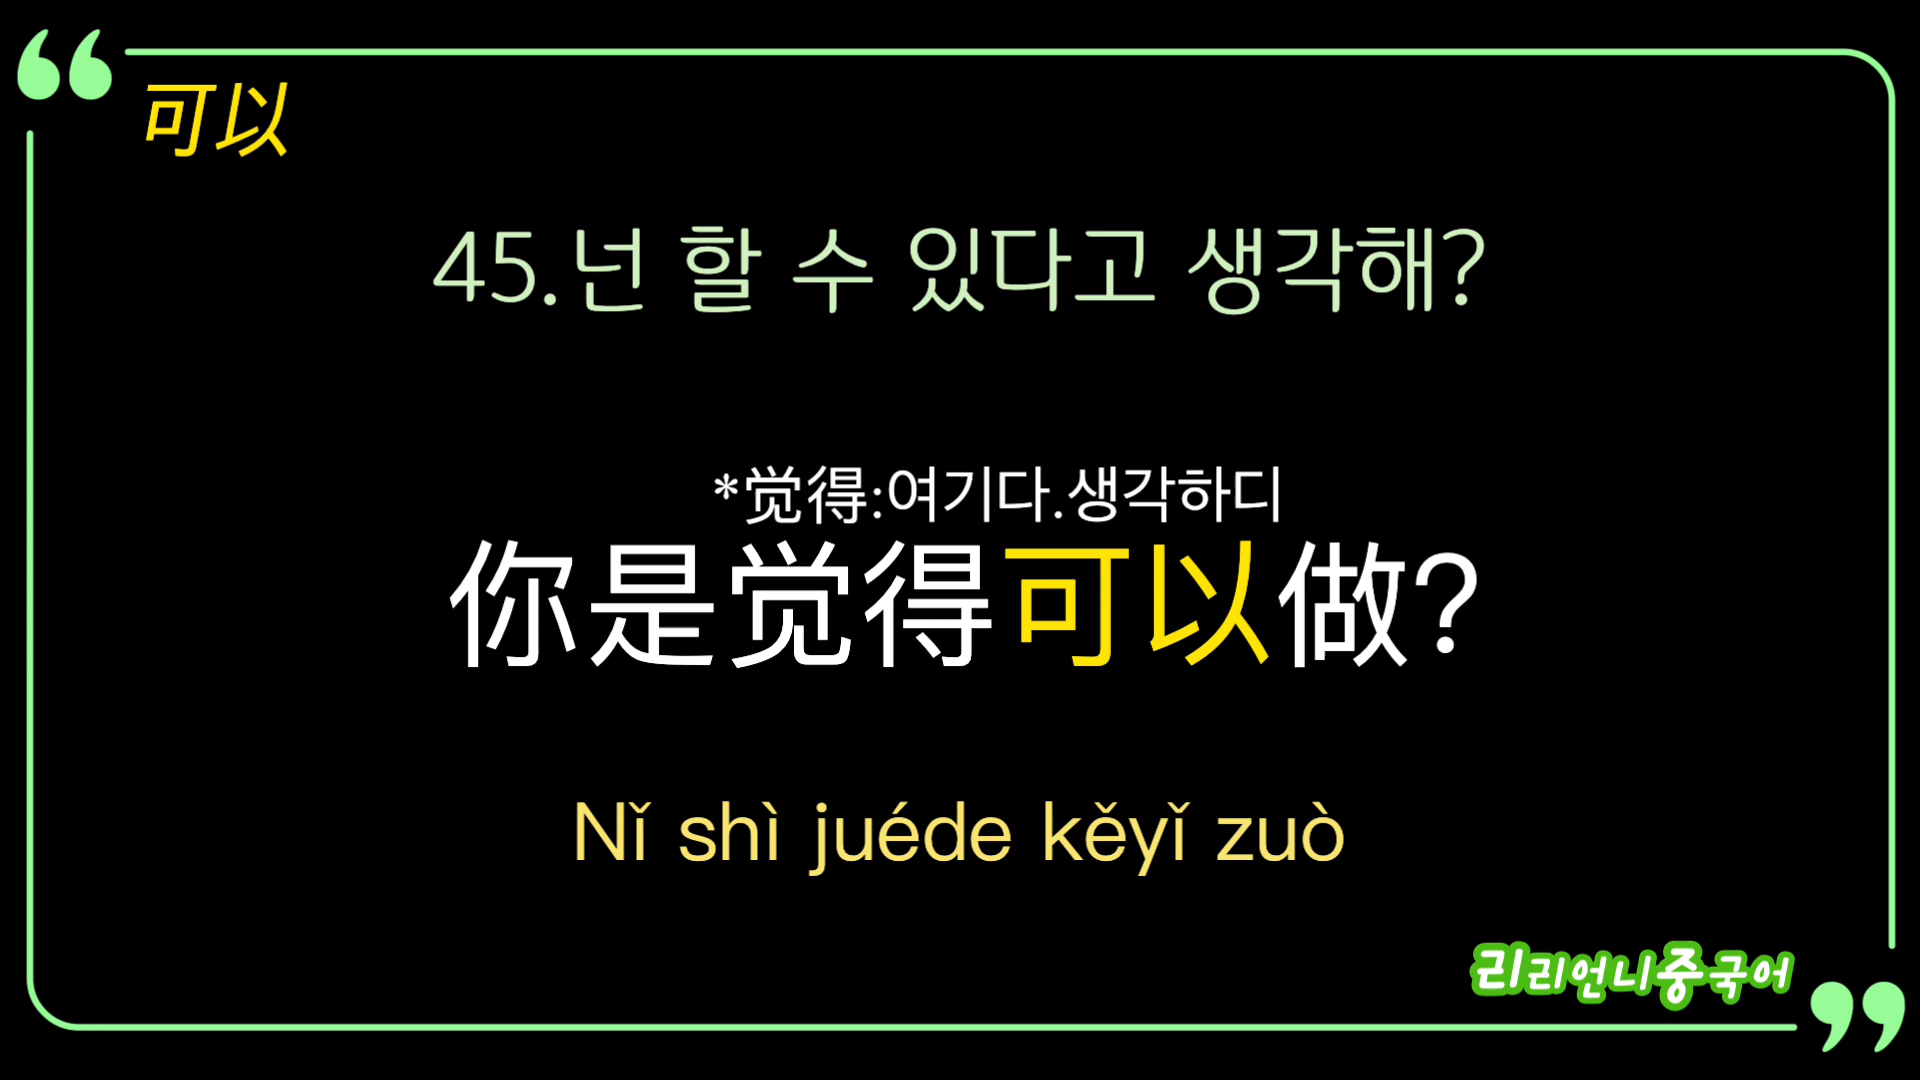 可以
45.넌 할 수 있다고 생각해?
*觉得:여기다.생각하디
你是觉得可以做?
Nǐ shì juéde kěyǐ zuò
리리언니중국어